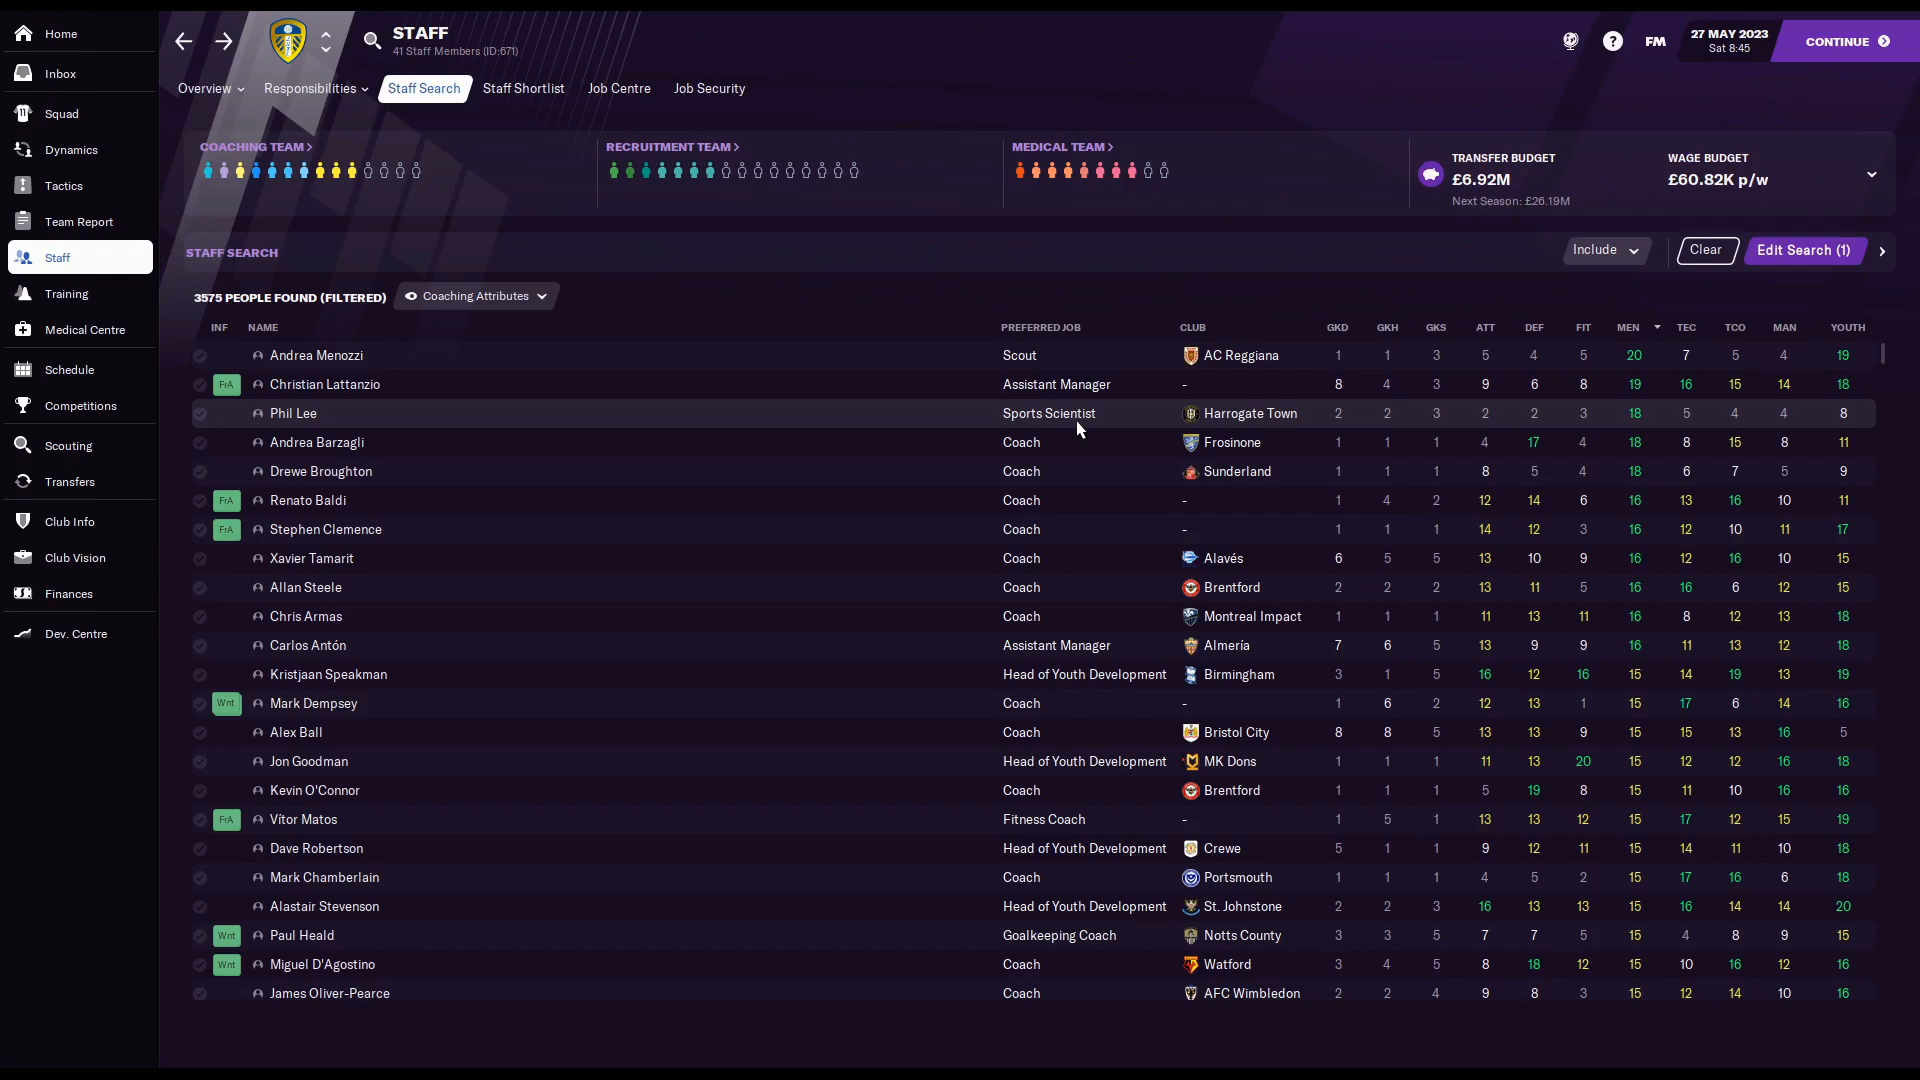 Home
Inbox
Squad
Dynamics
Tactics
Team Report
Staff
Training
Medical Centre
Schedule
Competitions
Scouting
Transfers
Club Info
Club Vision
Finances
Dev. Centre
STAFF
41 Staff Members (ID:671)
? FM 27 MAY 2023 CONTINUE
Sat 8:45
Overview Responsibilities Staff Search Staff Shortlist Job Centre Job Security
COACHING TEAM > RECRUITMENT TEAM > MEDICAL TEAM >
TRANSFER BUDGET WAGE BUDGET
£6.92M £60.82K p/w
Next Season: £26.19M
STAFF SEARCH Include Clear Edit Search (1)
3575 PEOPLE FOUND (FILTERED) Coaching Attributes
INF NAME PREFERRED JOB CLUB GKD GKH GKS ATT DEF FIT MEN TEC TCO MAN YOUTH
Andrea Menozzi Scout AC Reggiana 1 1 3 5 4 5 20 7 5 4 19
FrA Christian Lattanzio Assistant Manager - 8 4 3 9 6 8 19 16 15 14 18
Phil Lee Sports Scientist Harrogate Town 2 2 3 2 2 3 18 5 4 4 8
Andrea Barzagli Coach Frosinone 1 1 1 4 17 4 18 8 15 8 11
Drewe Broughton Coach Sunderland 1 1 1 8 5 4 18 6 7 5 9
FrA Renato Baldi Coach - 1 4 2 12 14 6 16 13 16 10 11
FrA Stephen Clemence Coach - 1 1 1 14 12 3 16 12 10 11 17
Xavier Tamarit Coach Alavés 6 5 5 13 10 9 16 12 16 10 15
Allan Steele Coach Brentford 2 2 2 13 11 5 16 16 6 12 15
Chris Armas Coach Montreal Impact 1 1 1 11 13 11 16 8 12 13 18
Carlos Antón Assistant Manager Almería 7 6 5 13 9 9 16 11 13 12 18
Kristjaan Speakman Head of Youth Development Birmingham 3 1 5 16 12 16 15 14 19 13 19
Wnt Mark Dempsey Coach - 1 6 2 12 13 1 15 17 6 14 16
Alex Ball Coach Bristol City 8 8 5 13 13 9 15 15 13 16 5
Jon Goodman Head of Youth Development MK Dons 1 1 1 11 13 20 15 12 12 16 18
Kevin O'Connor Coach Brentford 1 1 1 5 19 8 15 11 10 16 16
FrA Vítor Matos Fitness Coach - 1 5 1 13 13 12 15 17 12 15 19
Dave Robertson Head of Youth Development Crewe 5 1 1 9 12 11 15 14 11 10 18
Mark Chamberlain Coach Portsmouth 1 1 1 4 5 2 15 17 16 6 18
Alastair Stevenson Head of Youth Development St. Johnstone 2 2 3 16 13 13 15 16 14 14 20
Wnt Paul Heald Goalkeeping Coach Notts County 3 3 5 7 7 5 15 4 8 9 15
Wnt Miguel D'Agostino Coach Watford 3 4 5 8 18 12 15 10 16 12 16
James Oliver-Pearce Coach AFC Wimbledon 2 2 4 9 8 3 15 12 14 10 16